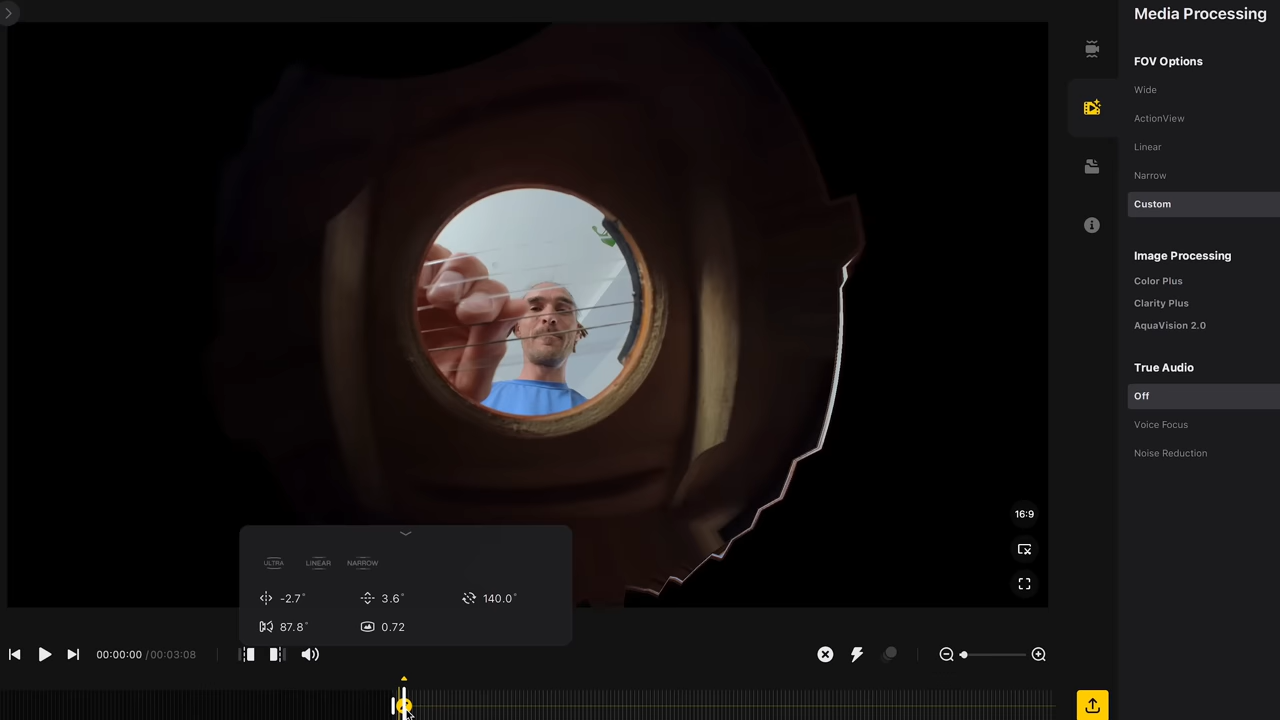 Media Processing
FOV Options
Wide
ActionView
Linear
Narrow
Custom
Image Processing
Color Plus
Clarity Plus
AquaVision 2.0
True Audio
Off
Voice Focus
Noise Reduction
16:9
ULTRA LINEAR NARROW
-2.7° 3.6° 140.0°
87.8° 0.72
00:00:00 / 00:03:08